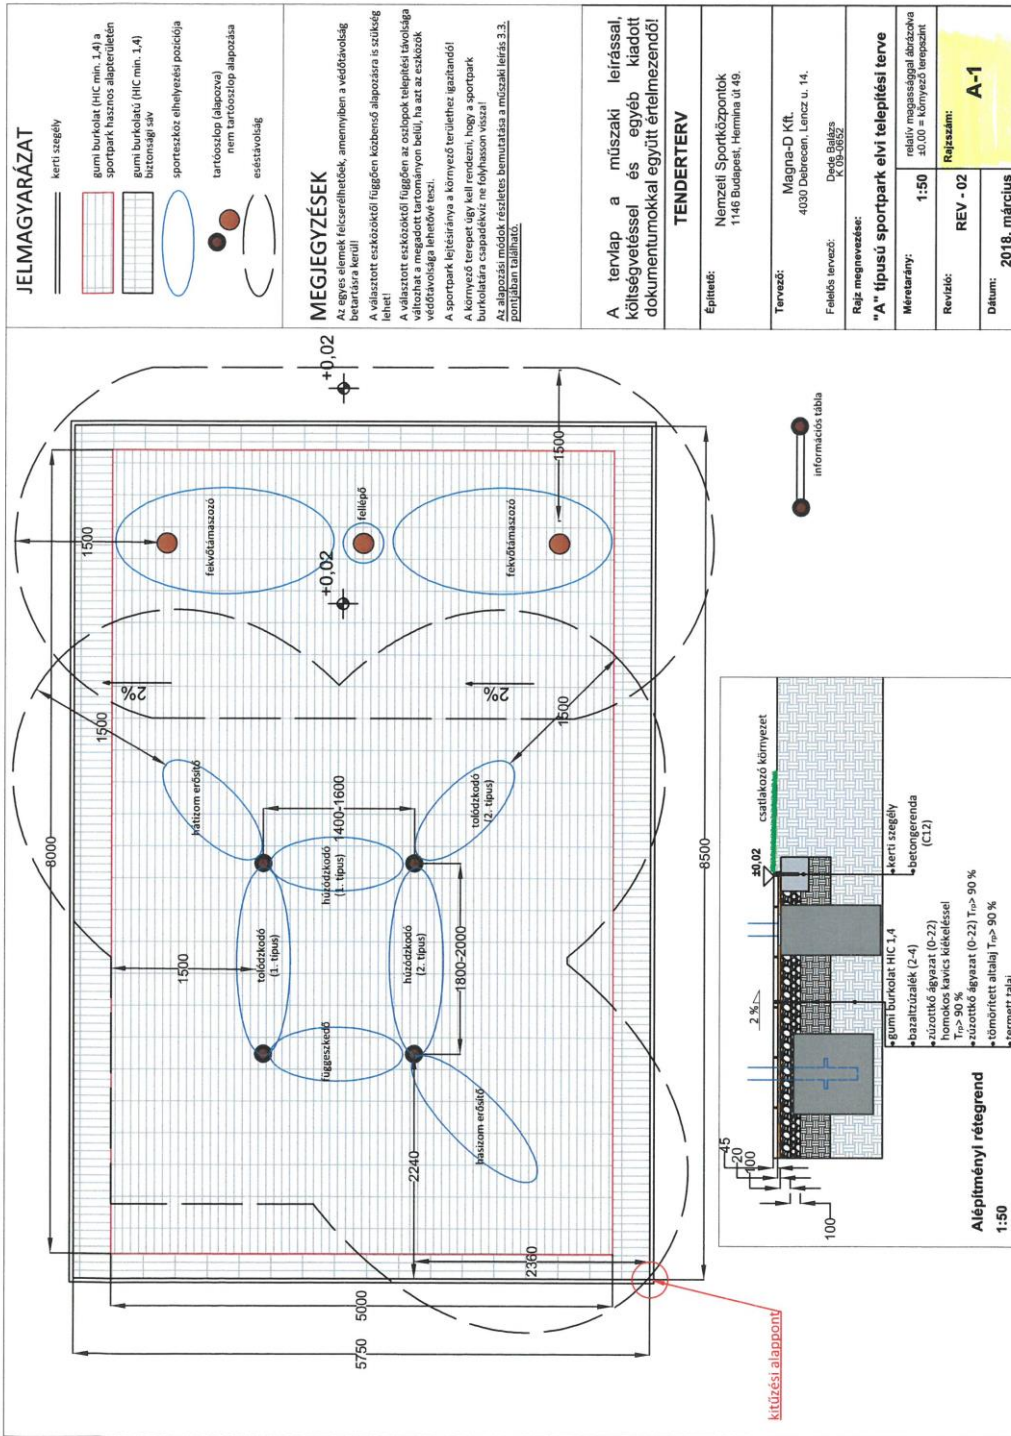 JELMAGYARÁZAT
kerti szegély
gumi burkolat (HIC min. 1,4) a
sportpark hasznos alapterületén
gumi burkolatú (HIC min. 1,4)
biztonsági sáv
sporteszköz elhelyezési pozíciója
tartóoszlop (alapozva)
nem tartóoszlop alapozása
eséstávolság
MEGJEGYZÉSEK
Az egyes elemek felcserélhetőek, amennyiben a védőtávolság
betartásra kerül!
A választott eszközöktől függően közbenső alapozásra is szükség
lehet!
A választott eszközöktől függően az oszlopok telepítési távolsága
változhat a megadott tartományon belül, ha azt az eszközök
védőtávolsága lehetővé teszi.
A sportpark lejtésiránya a környező területhez igazítandó!
A környező terepet úgy kell rendezni, hogy a sportpark
burkolatára csapadékvíz ne folyhasson vissza!
Az alapozási módok részletes bemutatása a műszaki leírás 3.3.
pontjában található.
A tervlap a műszaki leírással,
költségvetéssel és egyéb kiadott
dokumentumokkal együtt értelmezendő!
TENDERTERV
Építtető:
Nemzeti Sportközpontok
1146 Budapest, Hermina út 49.
Tervező:
Magna-D Kft.
4030 Debrecen, Lencz u. 14.
Felelős tervező:
Dede Balázs
K 09-0652
Rajz megnevezése:
"A" típusú sportpark elvi telepítési terve
Méretarány:
1:50
relatív magassággal ábrázolva
±0,00 = környező terepszint
Revízió:
REV - 02
Rajzszám:
A-1
Dátum:
2018. március
8000
1500
1500
1500
+0,02
fekvőtámaszozó
fellépő
fekvőtámaszozó
+0,02
2%
2%
1500
1500
1500
hátizom erősítő
1400-1600
tolódzkodó
(1. típus)
húzódzkodó
(1. típus)
tolódzkodó
(2. típus)
húzódzkodó
(2. típus)
1800-2000
függeszkedő
hasizom erősítő
2240
2360
5000
5750
8500
kitűzési alappont
információs tábla
csatlakozó környezet
±0,02
2 %
kerti szegély
betongerenda
(C12)
gumi burkolat HIC 1,4
bazaltzúzalék (2-4)
zúzottkő ágyazat (0-22)
homokos kavics kiékeléssel
Trρ> 90 %
zúzottkő ágyazat (0-22) Trρ> 90 %
tömörített altalaj Trρ> 90 %
termett talaj
45
20
100
100
Alépítményi rétegrend
1:50